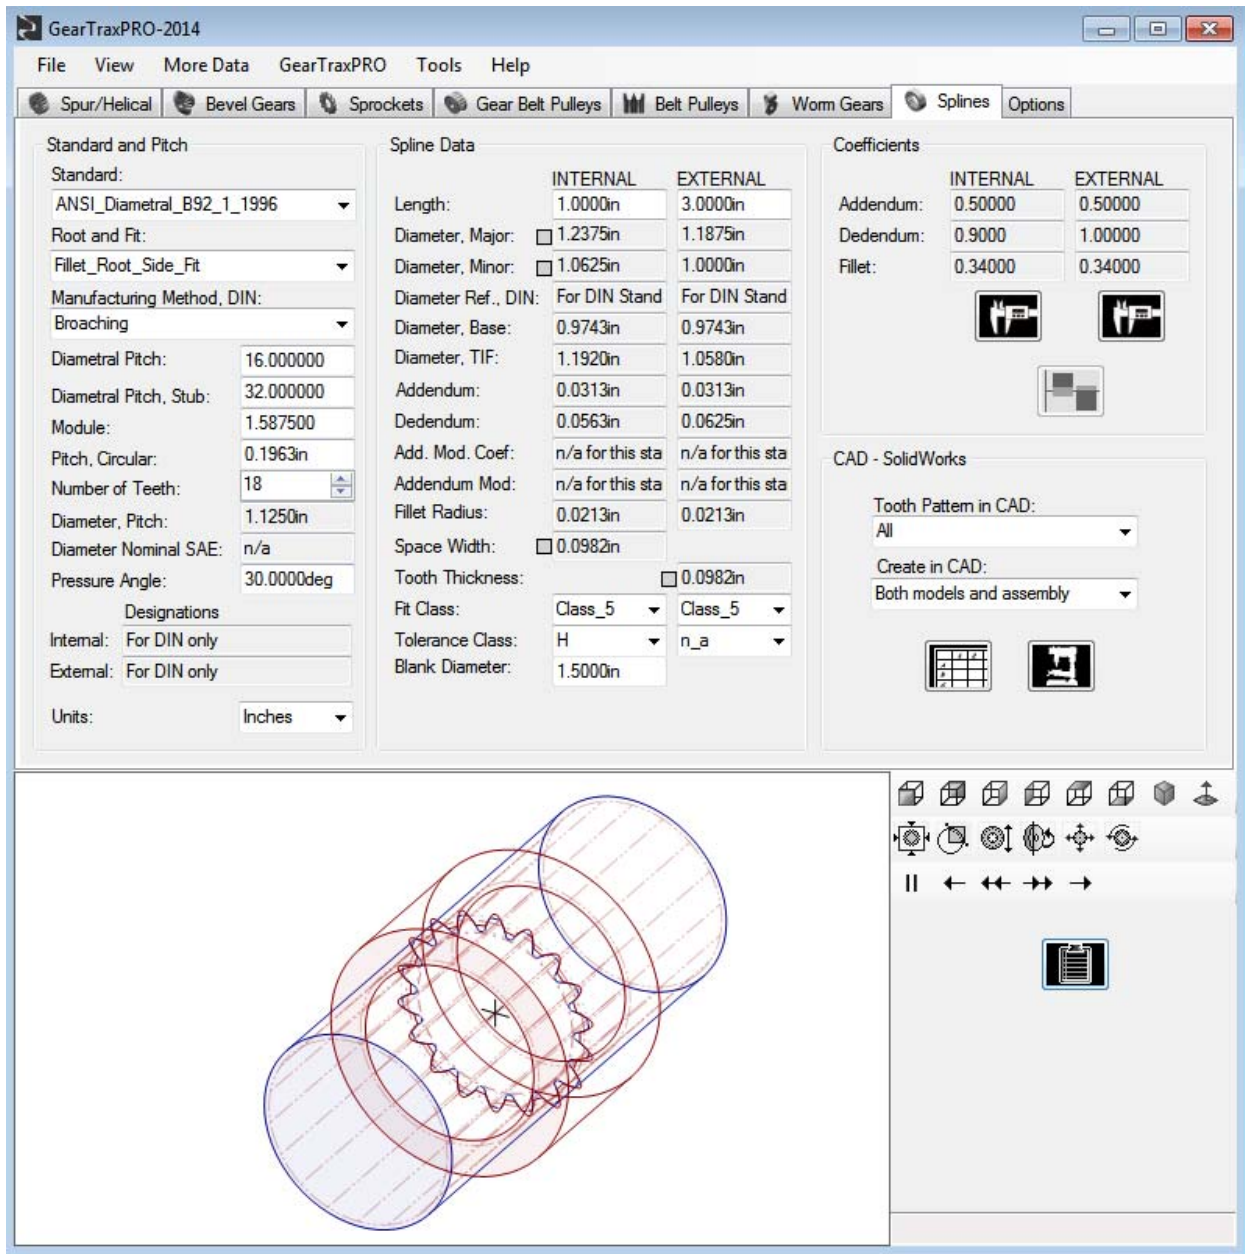 GearTraxPRO-2014
File View More Data GearTraxPRO Tools Help
Spur/Helical Bevel Gears Sprockets Gear Belt Pulleys Belt Pulleys Worm Gears Splines Options
Standard and Pitch
Standard:
ANSI_Diametral_B92_1_1996
Root and Fit:
Fillet_Root_Side_Fit
Manufacturing Method, DIN:
Broaching
Diametral Pitch: 16.000000
Diametral Pitch, Stub: 32.000000
Module: 1.587500
Pitch, Circular: 0.1963in
Number of Teeth: 18
Diameter, Pitch: 1.1250in
Diameter Nominal SAE: n/a
Pressure Angle: 30.0000deg
Designations
Internal: For DIN only
External: For DIN only
Units: Inches
Spline Data
INTERNAL EXTERNAL
Length: 1.0000in 3.0000in
Diameter, Major: 1.2375in 1.1875in
Diameter, Minor: 1.0625in 1.0000in
Diameter Ref., DIN: For DIN Stand For DIN Stand
Diameter, Base: 0.9743in 0.9743in
Diameter, TIF: 1.1920in 1.0580in
Addendum: 0.0313in 0.0313in
Dedendum: 0.0563in 0.0625in
Add. Mod. Coef: n/a for this sta n/a for this sta
Addendum Mod: n/a for this sta n/a for this sta
Fillet Radius: 0.0213in 0.0213in
Space Width: 0.0982in
Tooth Thickness: 0.0982in
Fit Class: Class_5 Class_5
Tolerance Class: H n_a
Blank Diameter: 1.5000in
Coefficients
INTERNAL EXTERNAL
Addendum: 0.50000 0.50000
Dedendum: 0.9000 1.00000
Fillet: 0.34000 0.34000
CAD - SolidWorks
Tooth Pattern in CAD:
All
Create in CAD:
Both models and assembly